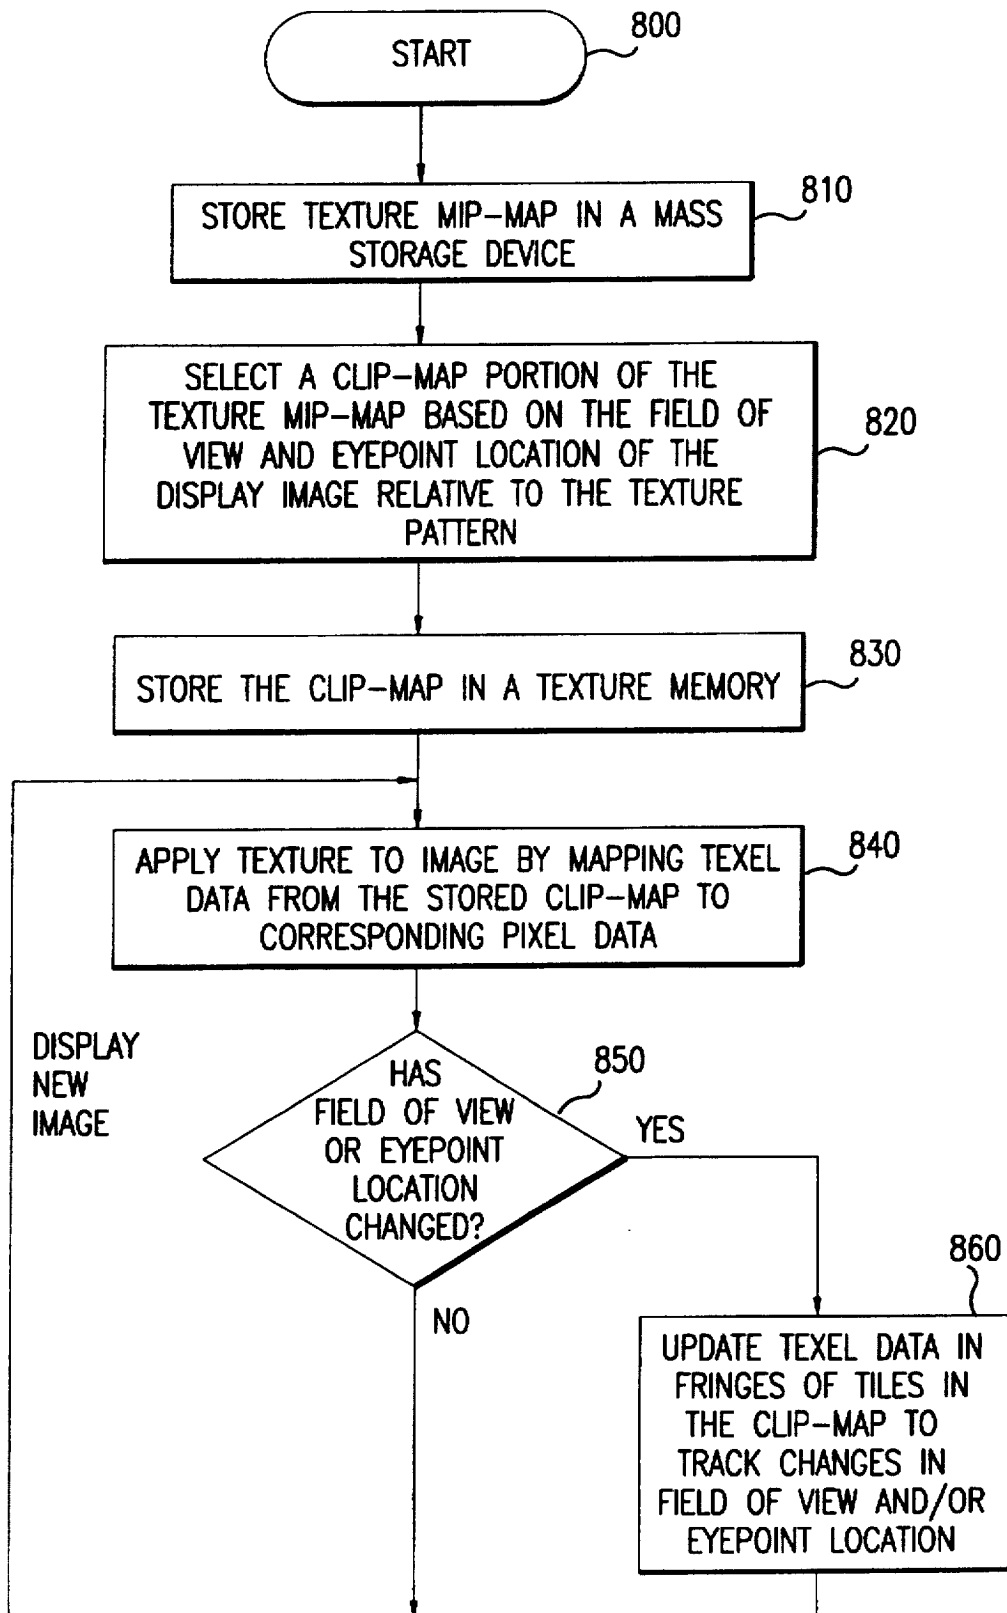 START
800
STORE TEXTURE MIP-MAP IN A MASS
STORAGE DEVICE
810
SELECT A CLIP-MAP PORTION OF THE
TEXTURE MIP-MAP BASED ON THE FIELD OF
VIEW AND EYEPOINT LOCATION OF THE
DISPLAY IMAGE RELATIVE TO THE TEXTURE
PATTERN
820
STORE THE CLIP-MAP IN A TEXTURE MEMORY
830
APPLY TEXTURE TO IMAGE BY MAPPING TEXEL
DATA FROM THE STORED CLIP-MAP TO
CORRESPONDING PIXEL DATA
840
DISPLAY
NEW
IMAGE
HAS
FIELD OF VIEW
OR EYEPOINT
LOCATION
CHANGED?
850
YES
NO
860
UPDATE TEXEL DATA IN
FRINGES OF TILES IN
THE CLIP-MAP TO
TRACK CHANGES IN
FIELD OF VIEW AND/OR
EYEPOINT LOCATION